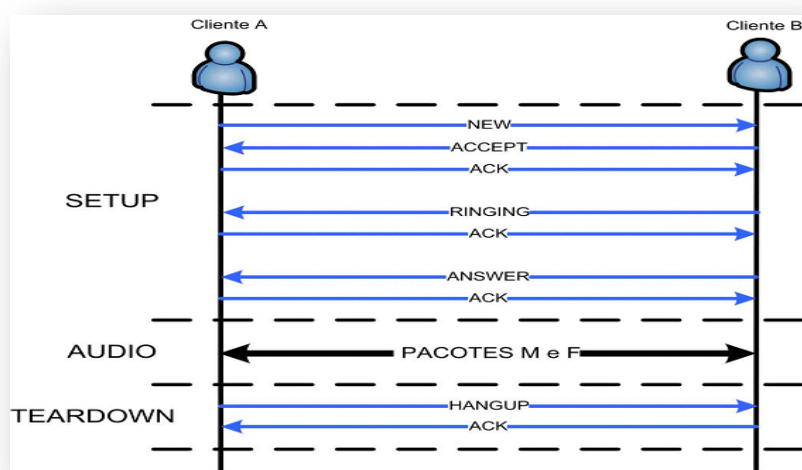 Cliente A
Cliente B
NEW
ACCEPT
ACK
SETUP
RINGING
ACK
ANSWER
ACK
AUDIO
PACOTES M e F
HANGUP
TEARDOWN
ACK